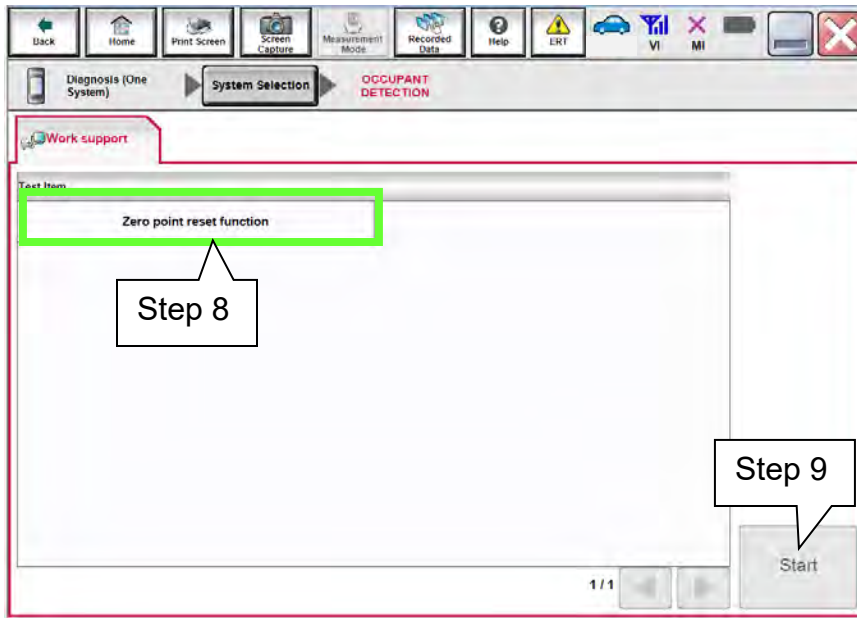 Back
Home
Print Screen
Screen
Capture
Measurement
Mode
Recorded
Data
Help
ERT
VI
MI
Diagnosis (One
System)
System Selection
OCCUPANT
DETECTION
Work support
Test Item
Zero point reset function
Step 8
Step 9
Start
1/1